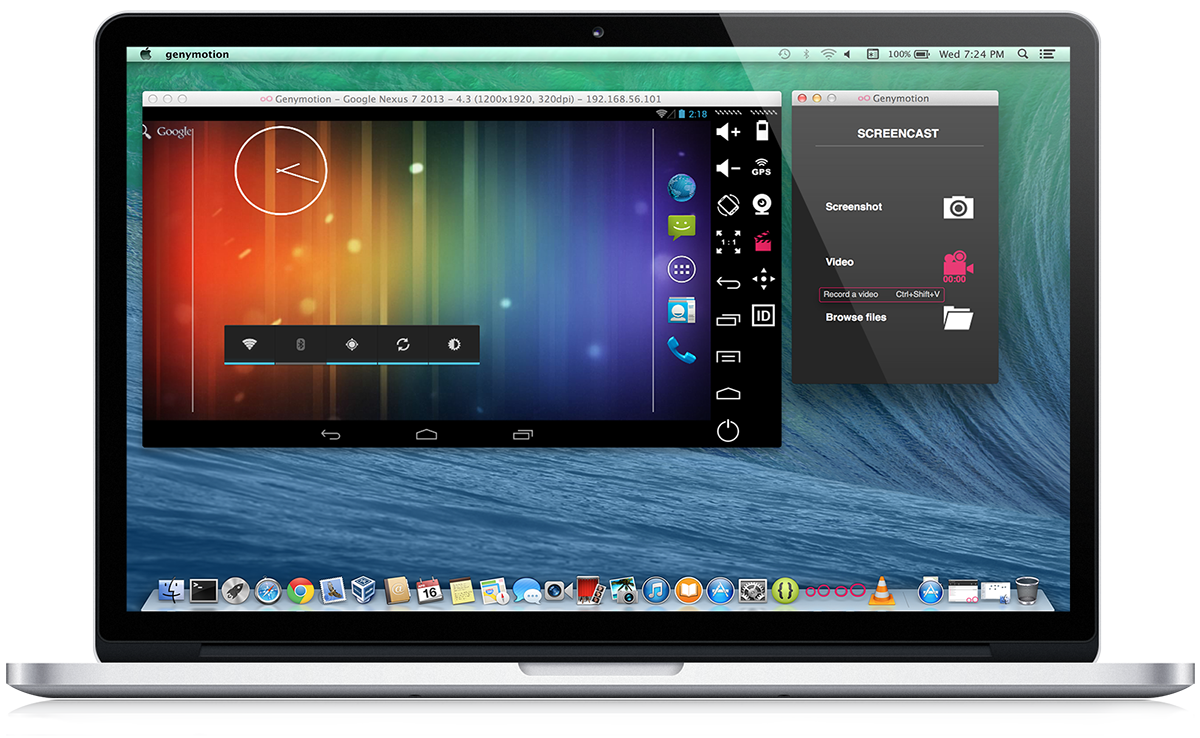 genymotion
100%
Wed 7:24 PM
Genymotion – Google Nexus 7 2013 – 4.3 (1200x1920, 320dpi) – 192.168.56.101
2:18
Google
GPS
1:1
ID
Genymotion
SCREENCAST
Screenshot
Video
00:00
Record a video Ctrl+Shift+V
Browse files
16